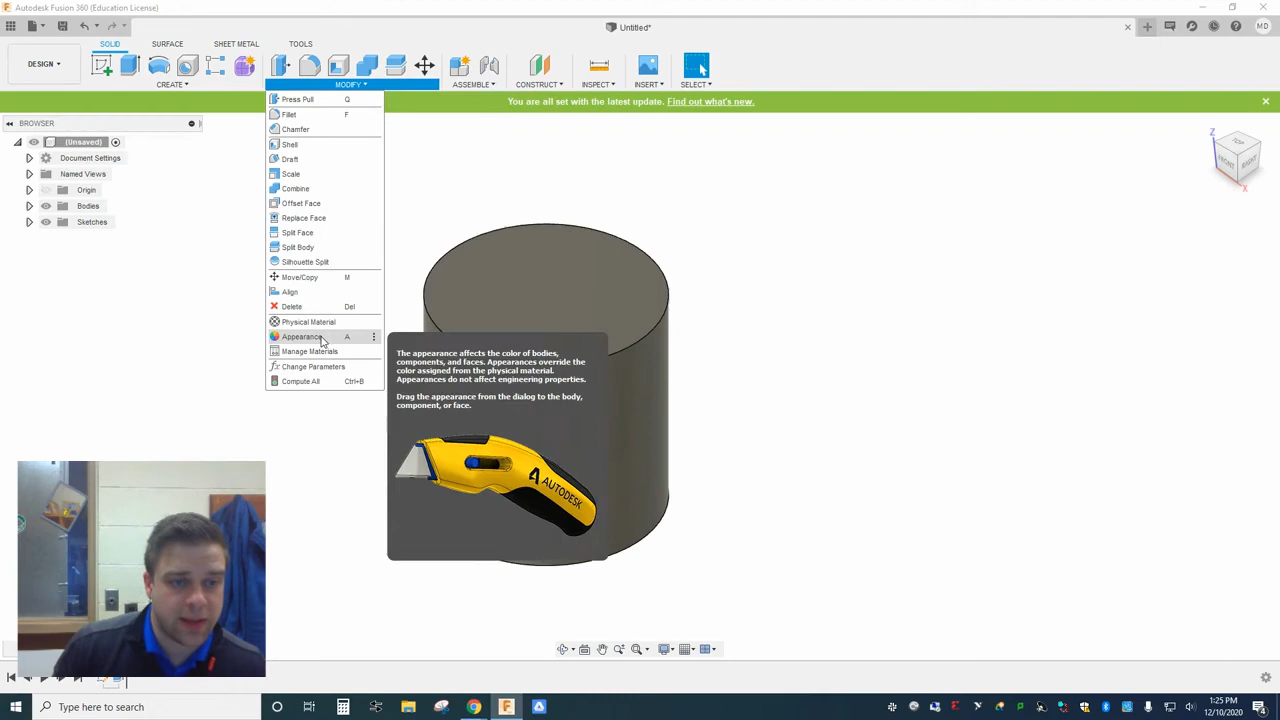 Autodesk Fusion 360 (Education License)
Untitled*
MD
SOLID
SURFACE
SHEET METAL
TOOLS
DESIGN
CREATE
MODIFY
ASSEMBLE
CONSTRUCT
INSPECT
INSERT
SELECT
You are all set with the latest update. Find out what's new.
BROWSER
(Unsaved)
Document Settings
Named Views
Origin
Bodies
Sketches
Press Pull Q
Fillet F
Chamfer
Shell
Draft
Scale
Combine
Offset Face
Replace Face
Split Face
Split Body
Silhouette Split
Move/Copy M
Align
Delete Del
Physical Material
Appearance A
Manage Materials
Change Parameters
Compute All Ctrl+B
The appearance affects the color of bodies,
components, and faces. Appearances override the
color assigned from the physical material.
Appearances do not affect engineering properties.
Drag the appearance from the dialog to the body,
component, or face.
AUTODESK
Z
TOP
FRONT
RIGHT
X
Type here to search
1:25 PM
12/10/2020
4